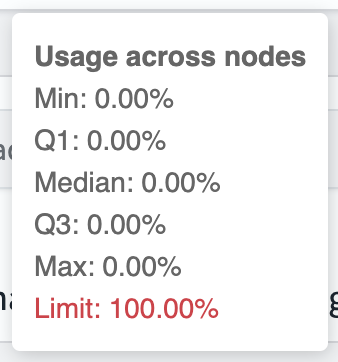 Usage across nodes
Min: 0.00%
Q1: 0.00%
Median: 0.00%
Q3: 0.00%
Max: 0.00%
Limit: 100.00%